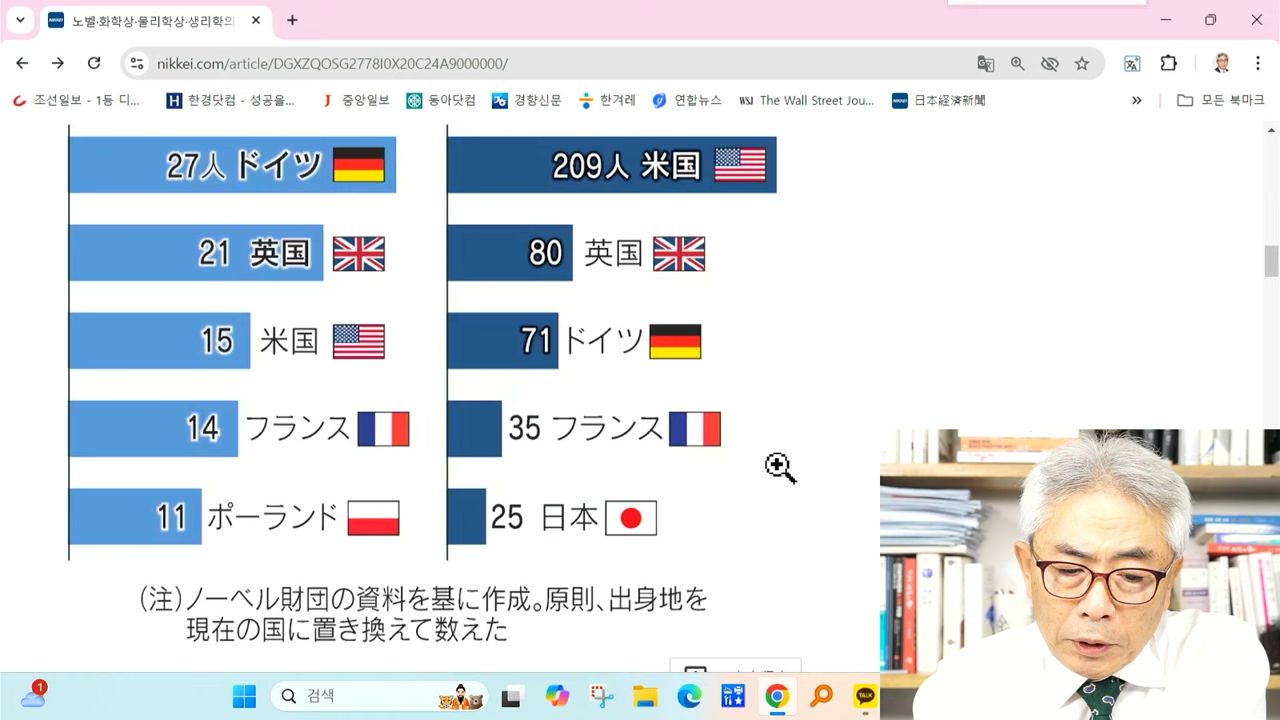 노벨·화학상·물리학상·생리학의
nikkei.com/article/DGXZQOSG2778I0X20C24A9000000/
조선일보 - 1등 디...
한경닷컴 - 성공을...
중앙일보
동아닷컴
경향신문
한겨레
연합뉴스
WSJ The Wall Street Jou...
NIKKEI 日本経済新聞
모든 북마크
27人 ドイツ
21 英国
15 米国
14 フランス
11 ポーランド
209人 米国
80 英国
71 ドイツ
35 フランス
25 日本
(注)ノーベル財団の資料を基に作成。原則、出身地を
現在の国に置き換えて数えた
1
검색
TALK